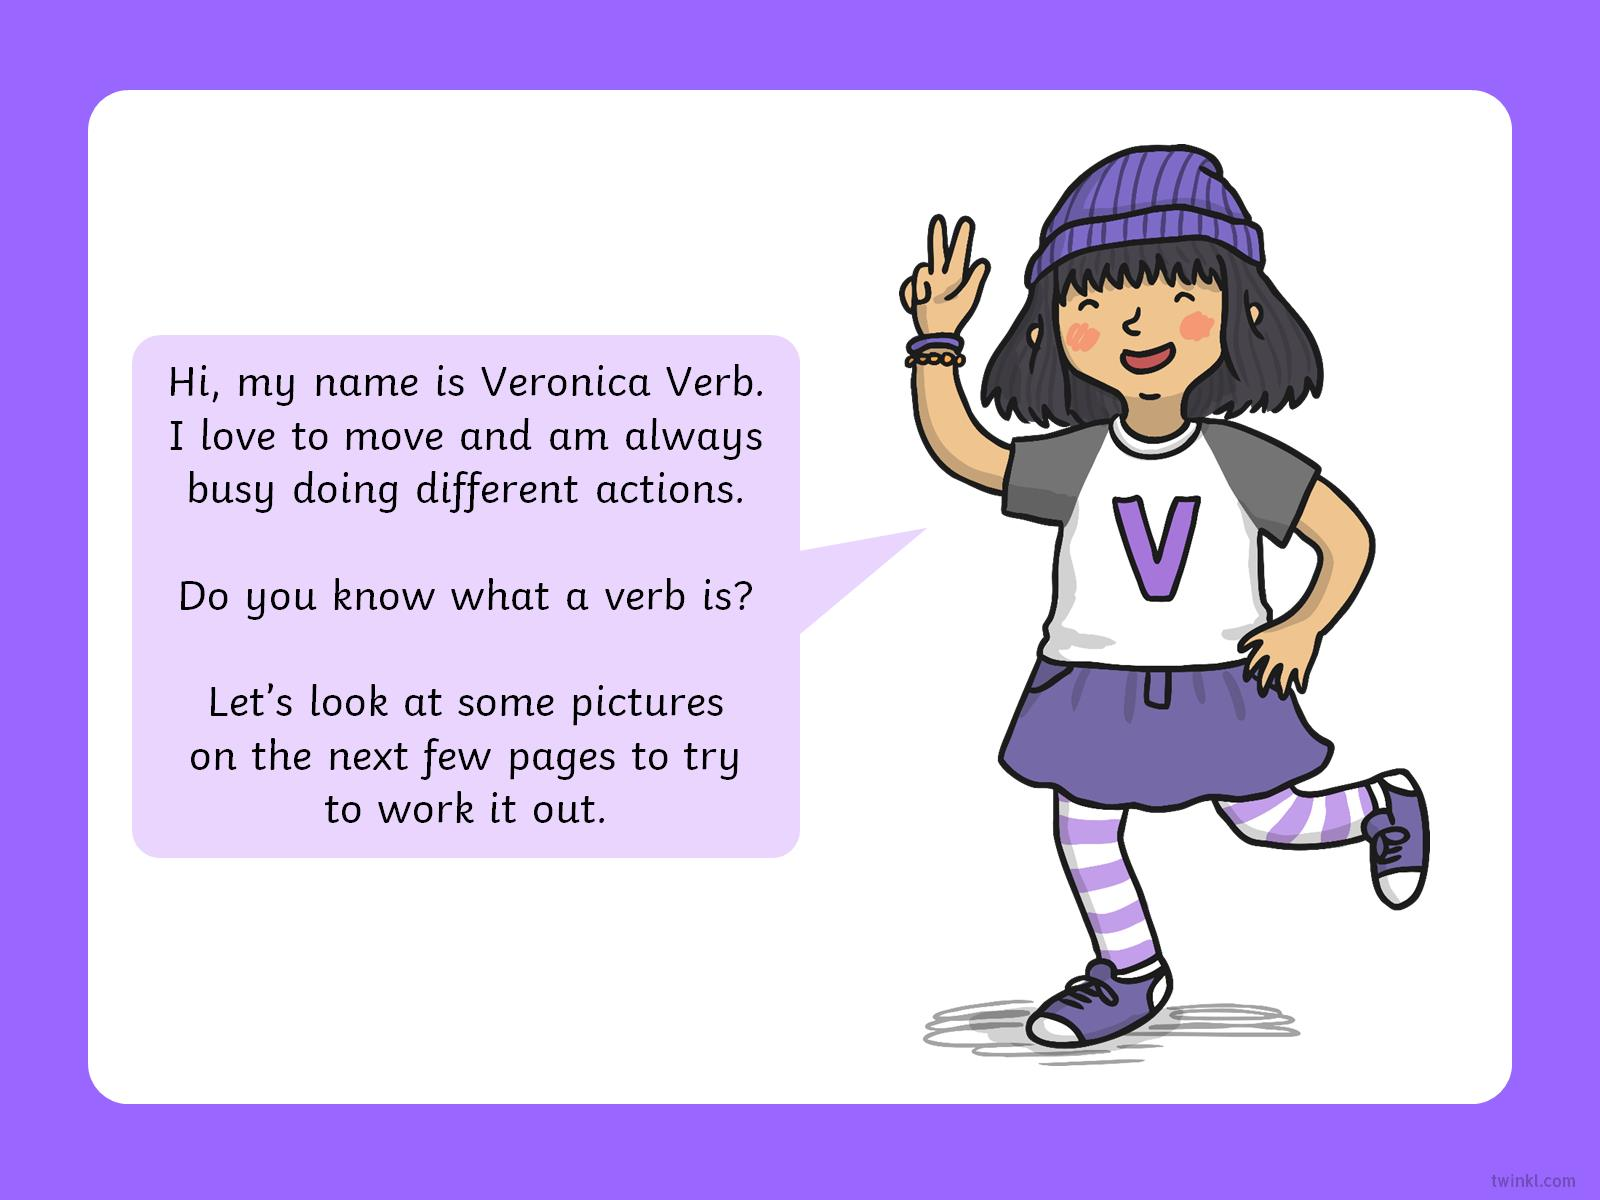 Hi, my name is Veronica Verb.
I love to move and am always
busy doing different actions.
Do you know what a verb is?
Let’s look at some pictures
on the next few pages to try
to work it out.
V
twinkl.com